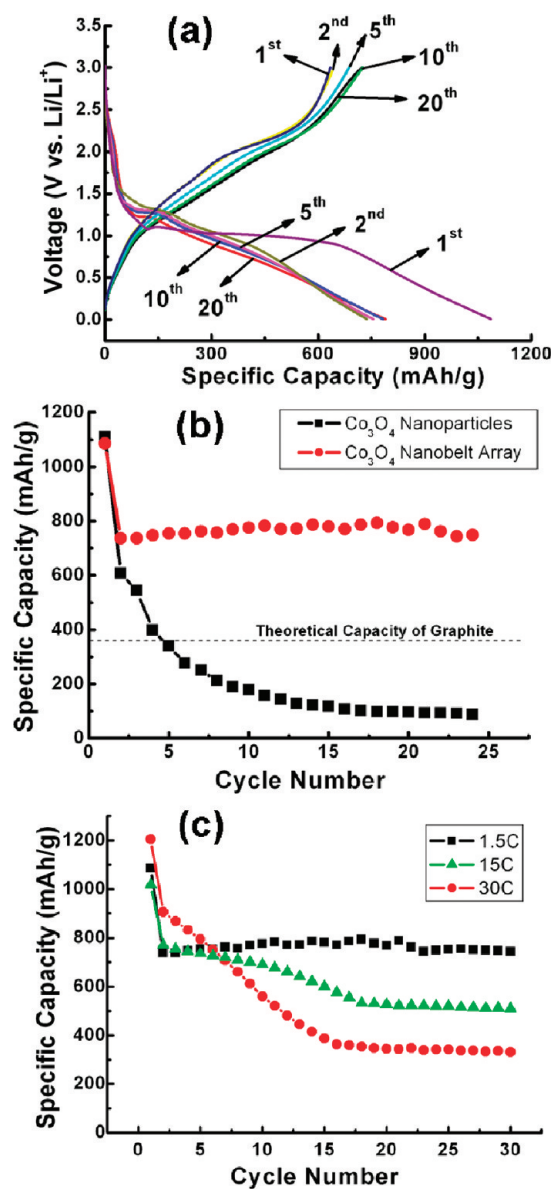 (a)
1st
2nd
5th
10th
20th
5th
2nd
1st
10th
20th
3.0
2.5
2.0
1.5
1.0
0.5
0.0
Voltage (V vs. Li/Li+)
0 300 600 900 1200
Specific Capacity (mAh/g)
(b)
Co3O4 Nanoparticles
Co3O4 Nanobelt Array
1200
1000
800
600
400
200
0
Theoretical Capacity of Graphite
Specific Capacity (mAh/g)
0 5 10 15 20 25
Cycle Number
(c)
1.5C
15C
30C
1200
1000
800
600
400
200
0
Specific Capacity (mAh/g)
0 5 10 15 20 25 30
Cycle Number